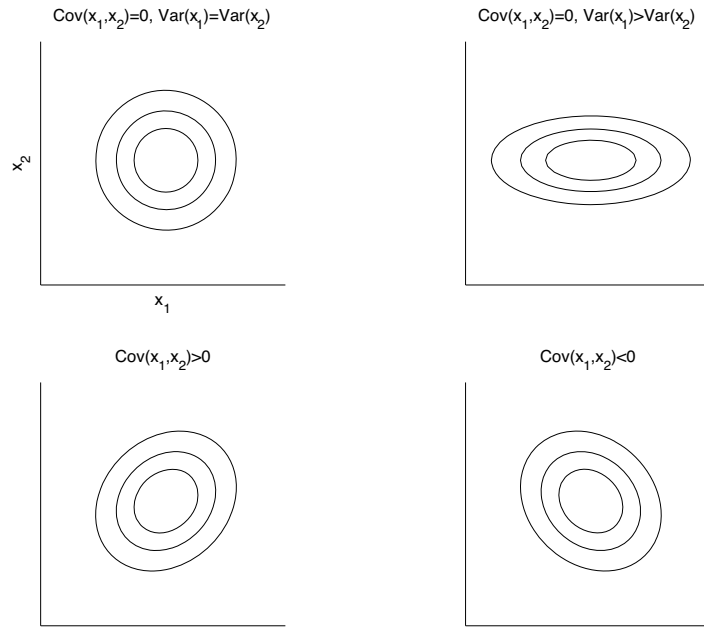 Cov(x₁,x₂)=0, Var(x₁)=Var(x₂)
Cov(x₁,x₂)=0, Var(x₁)>Var(x₂)
x₂
x₁
Cov(x₁,x₂)>0
Cov(x₁,x₂)<0